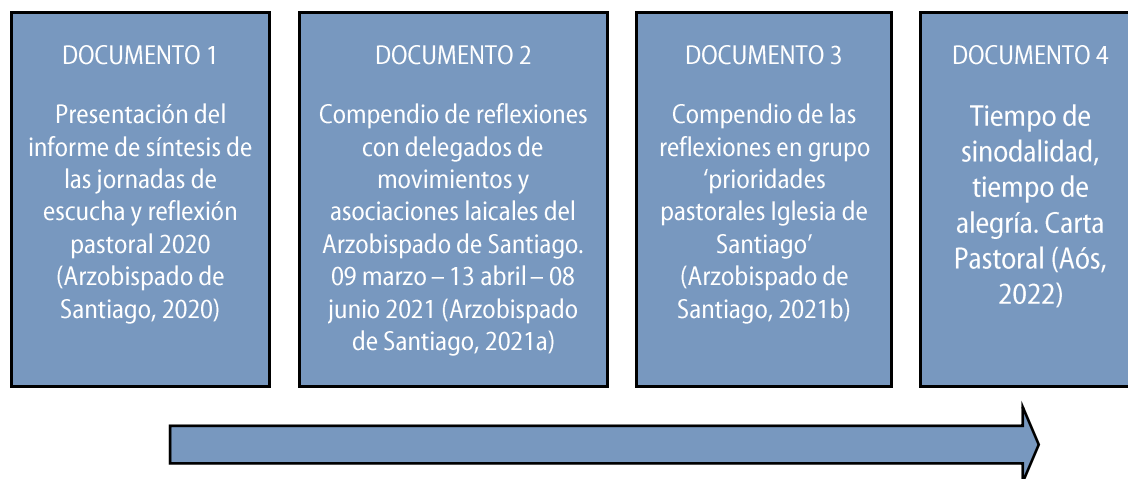 DOCUMENTO 1
Presentación del
informe de síntesis de
las jornadas de
escucha y reflexión
pastoral 2020
(Arzobispado de
Santiago, 2020)
DOCUMENTO 2
Compendio de reflexiones
con delegados de
movimientos y
asociaciones laicales del
Arzobispado de Santiago.
09 marzo – 13 abril – 08
junio 2021 (Arzobispado
de Santiago, 2021a)
DOCUMENTO 3
Compendio de las
reflexiones en grupo
‘prioridades
pastorales Iglesia de
Santiago’
(Arzobispado de
Santiago, 2021b)
DOCUMENTO 4
Tiempo de
sinodalidad,
tiempo de
alegría. Carta
Pastoral (Aós,
2022)